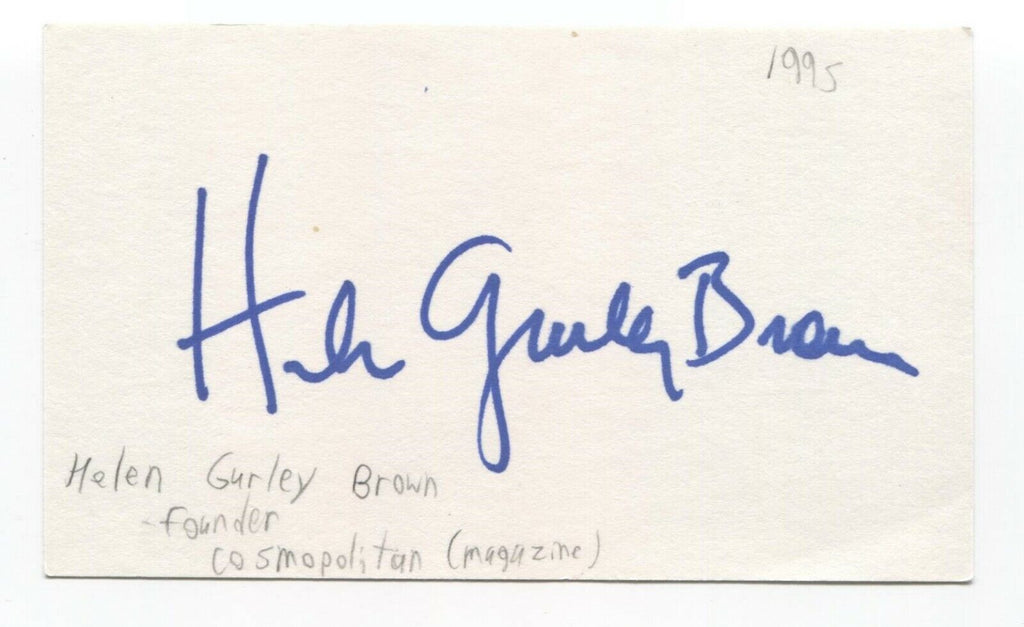 1995
Helen Gurley Brown
Helen Gurley Brown
- founder
cosmopolitan (magazine)